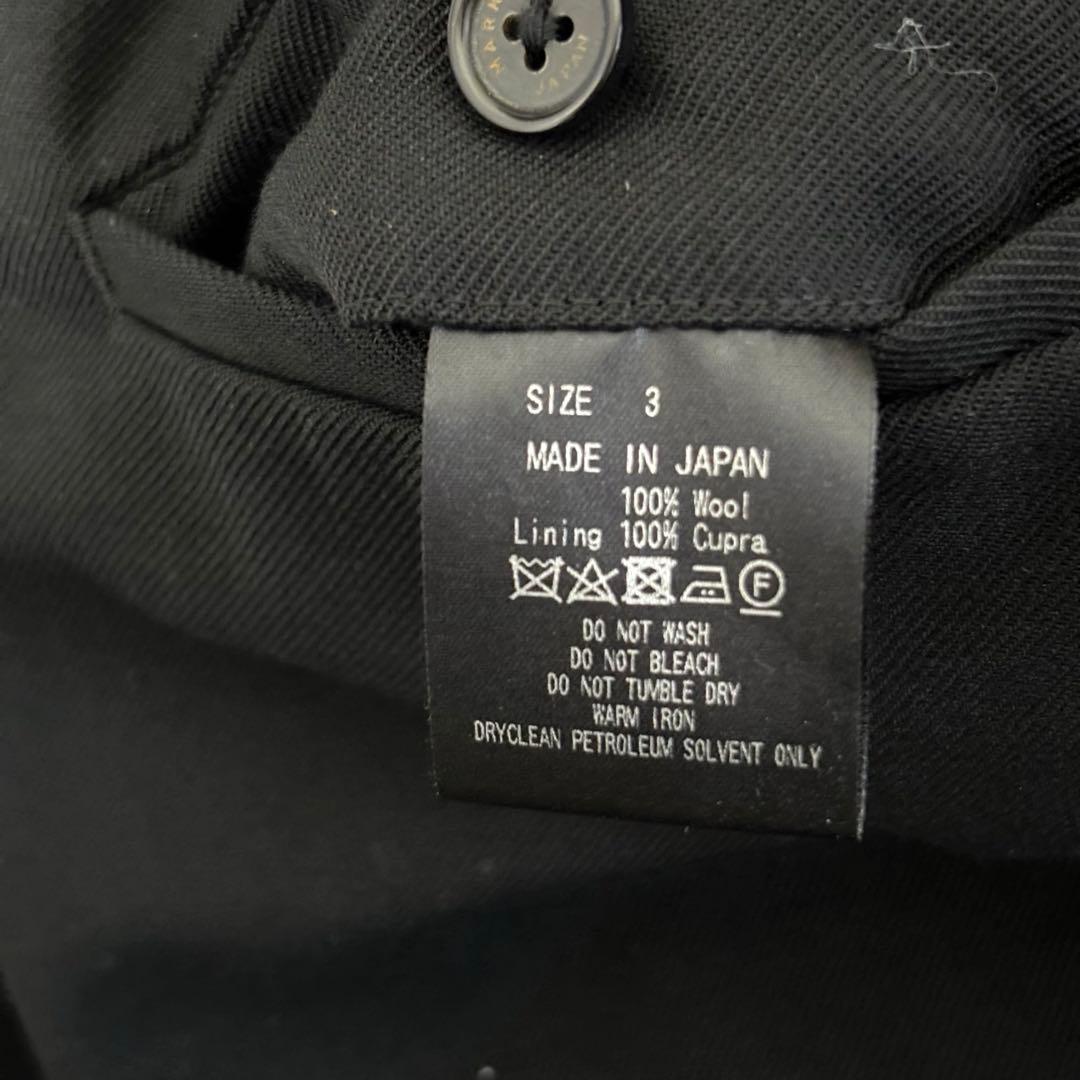 JAPAN
SIZE 3
MADE IN JAPAN
100% Wool
Lining 100% Cupra
F
DO NOT WASH
DO NOT BLEACH
DO NOT TUMBLE DRY
WARM IRON
DRYCLEAN PETROLEUM SOLVENT ONLY